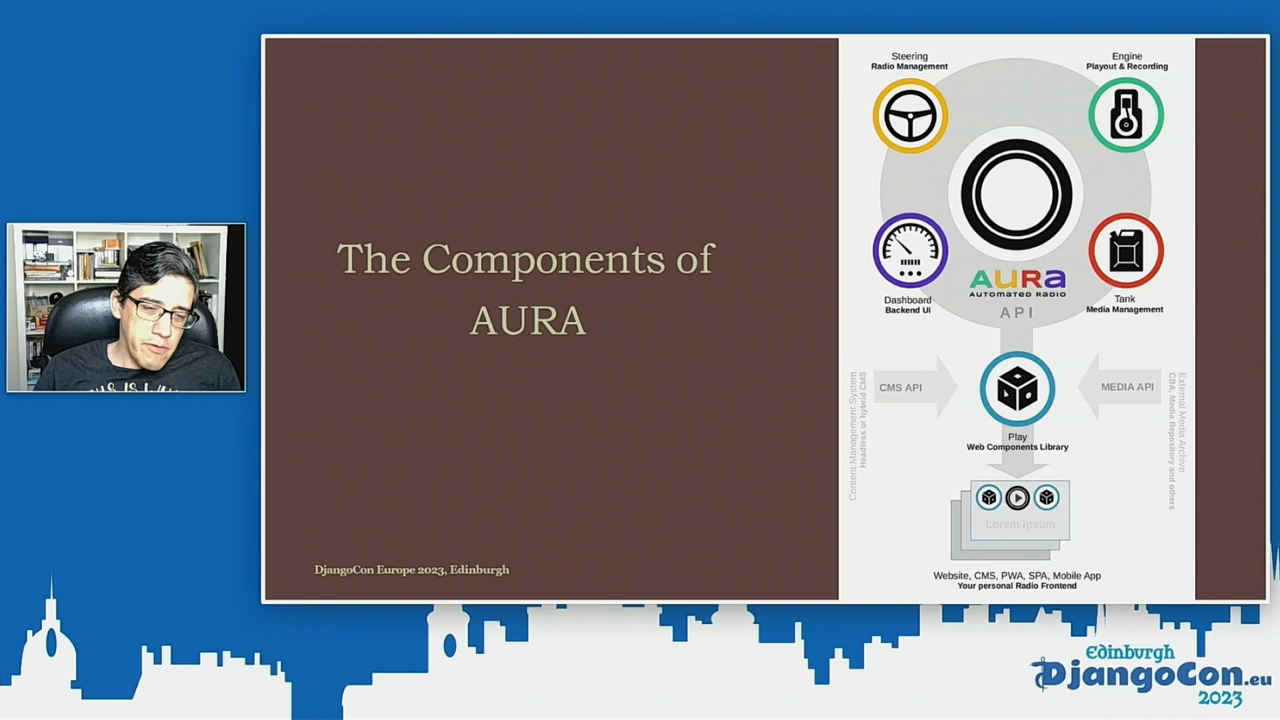 The Components of
AURA
DjangoCon Europe 2023, Edinburgh
Steering
Radio Management
Engine
Playout & Recording
Dashboard
Backend UI
AURA
AUTOMATED RADIO
API
Tank
Media Management
Content Management System
Headless or hybrid CMS
CMS API
MEDIA API
External Media Archive
CBA, Media Repository and others
Play
Web Components Library
Lorem Ipsum
Website, CMS, PWA, SPA, Mobile App
Your personal Radio Frontend
Edinburgh
DjangoCon.eu
2023